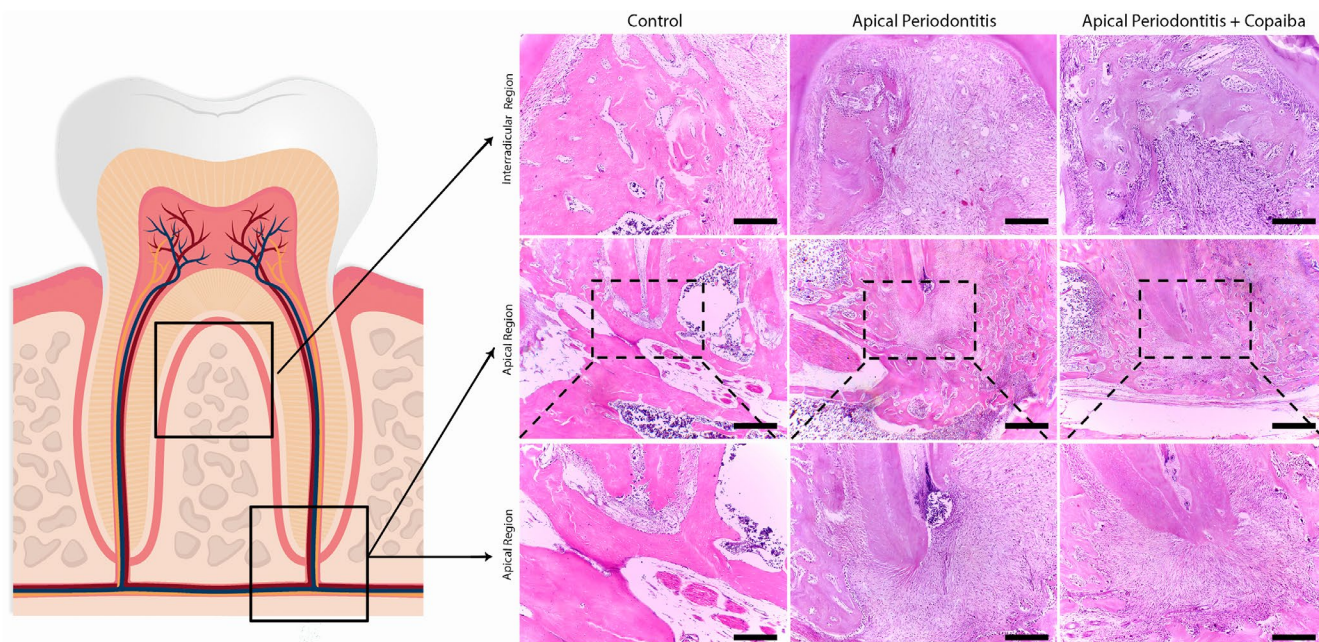 Control
Apical Periodontitis
Apical Periodontitis + Copaiba
Interradicular Region
Apical Region
Apical Region